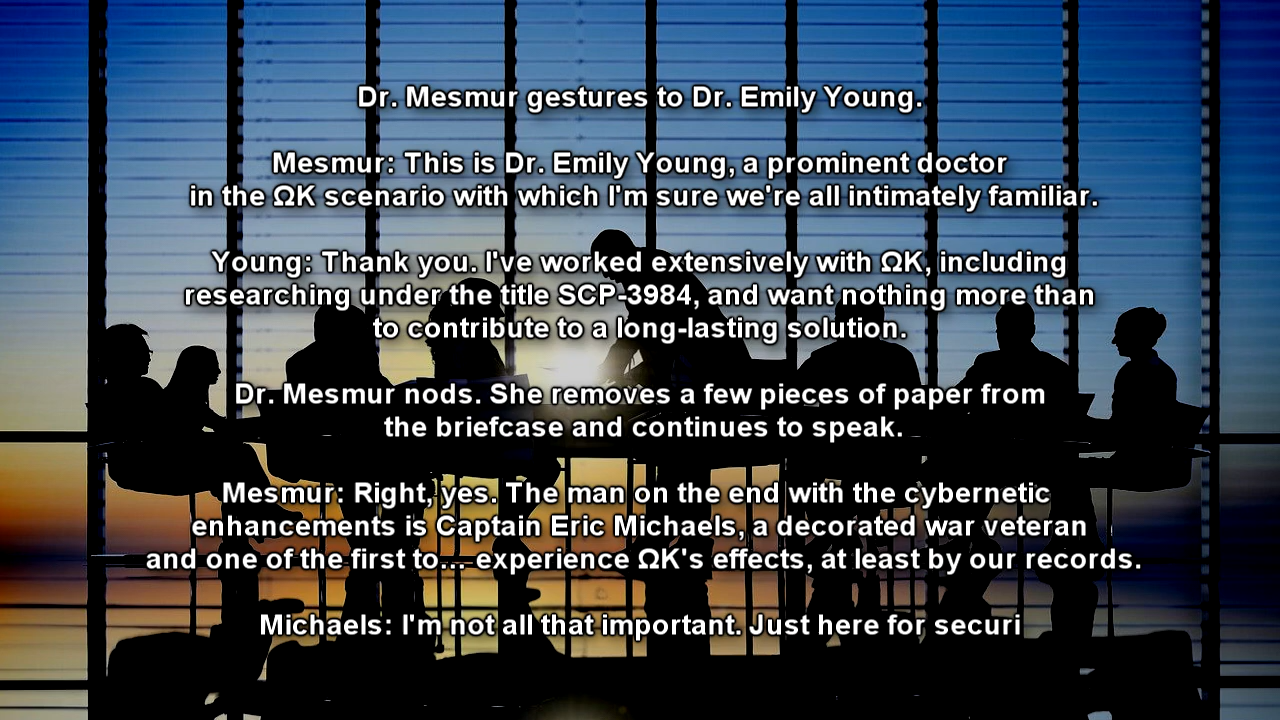 Dr. Mesmur gestures to Dr. Emily Young.
Mesmur: This is Dr. Emily Young, a prominent doctor
in the ΩK scenario with which I'm sure we're all intimately familiar.
Young: Thank you. I've worked extensively with ΩK, including
researching under the title SCP-3984, and want nothing more than
to contribute to a long-lasting solution.
Dr. Mesmur nods. She removes a few pieces of paper from
the briefcase and continues to speak.
Mesmur: Right, yes. The man on the end with the cybernetic
enhancements is Captain Eric Michaels, a decorated war veteran
and one of the first to... experience ΩK's effects, at least by our records.
Michaels: I'm not all that important. Just here for securi